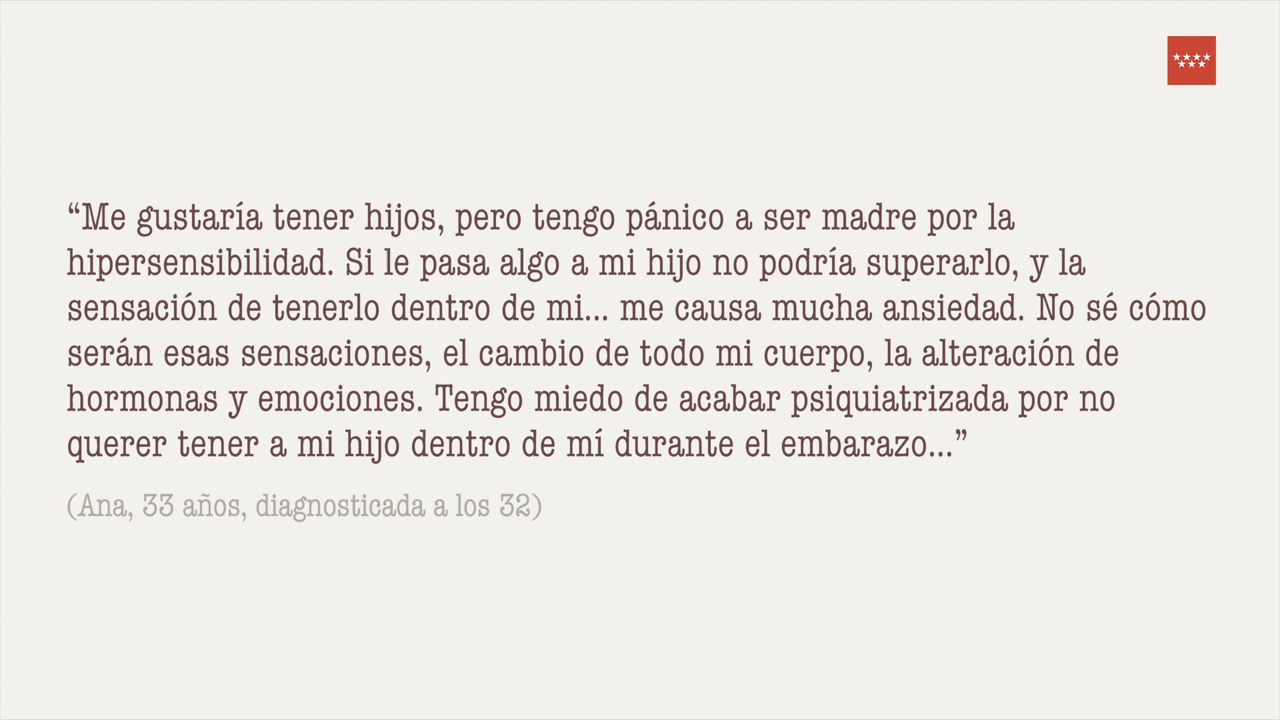 “Me gustaría tener hijos, pero tengo pánico a ser madre por la
hipersensibilidad. Si le pasa algo a mi hijo no podría superarlo, y la
sensación de tenerlo dentro de mi... me causa mucha ansiedad. No sé cómo
serán esas sensaciones, el cambio de todo mi cuerpo, la alteración de
hormonas y emociones. Tengo miedo de acabar psiquiatrizada por no
querer tener a mi hijo dentro de mí durante el embarazo...”
(Ana, 33 años, diagnosticada a los 32)